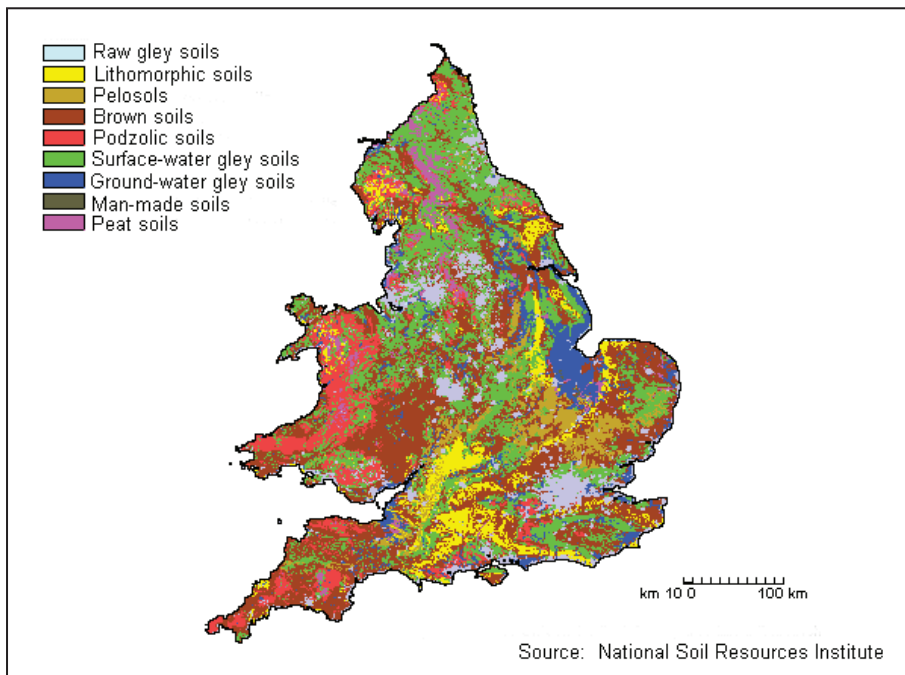 Raw gley soils
Lithomorphic soils
Pelosols
Brown soils
Podzolic soils
Surface-water gley soils
Ground-water gley soils
Man-made soils
Peat soils
km 10 0 100 km
Source: National Soil Resources Institute